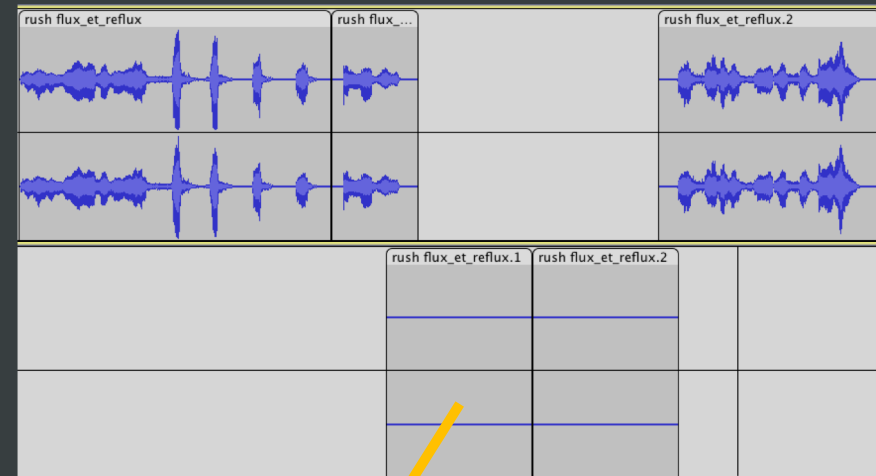 rush flux_et_reflux
rush flux_...
rush flux_et_reflux.2
rush flux_et_reflux.1
rush flux_et_reflux.2